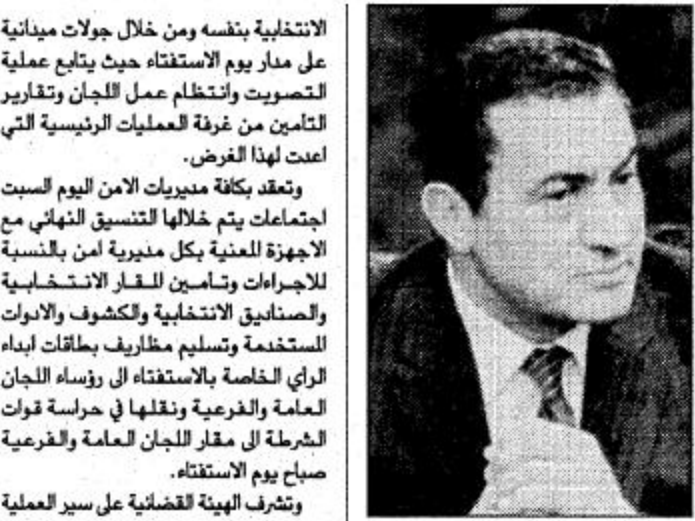 الانتخابية بنفسه ومن خلال جولات ميدانية
على مدار يوم الاستفتاء حيث يتابع عملية
التصويت وانتظام عمل اللجان وتقارير
التأمين من غرفة العمليات الرئيسية التي
اعدت لهذا الغرض.
وتعقد بكافة مديريات الامن اليوم السبت
اجتماعات يتم خلالها التنسيق النهائي مع
الاجهزة المعنية بكل مديرية امن بالنسبة
للاجراءات وتأمين المقار الانتخابية
والصناديق الانتخابية والكشوف والادوات
المستخدمة وتسليم مظاريف بطاقات ابداء
الرأي الخاصة بالاستفتاء الى رؤساء اللجان
العامة والفرعية ونقلها في حراسة قوات
الشرطة الى مقار اللجان العامة والفرعية
صباح يوم الاستفتاء.
وتشرف الهيئة القضائية على سير العملية